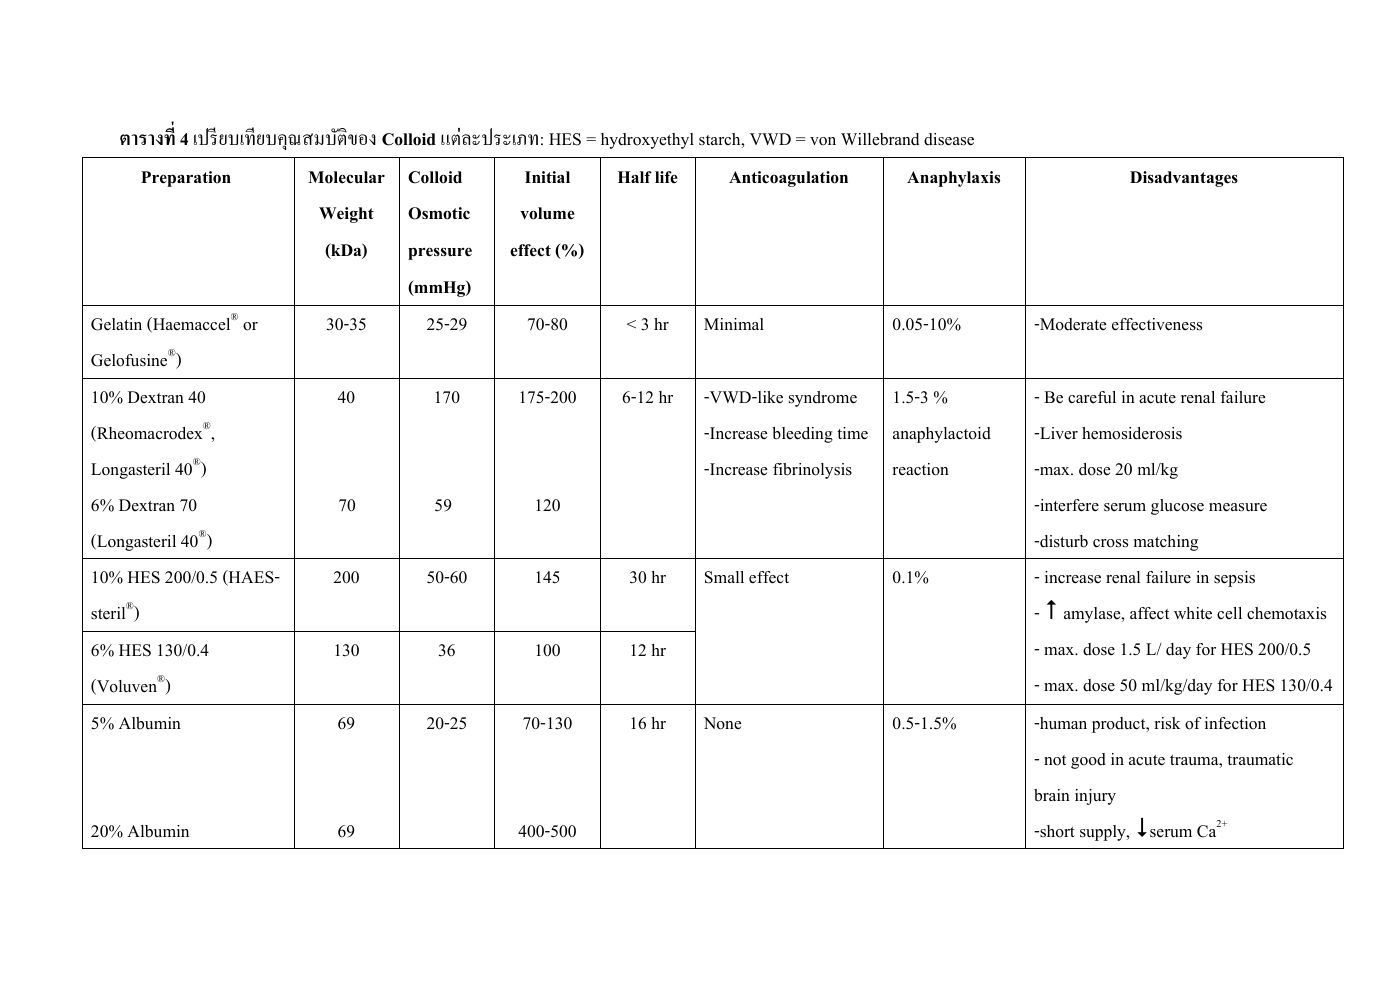 ตารางที่ 4 เปรียบเทียบคุณสมบัติของ Colloid แต่ละประเภท: HES = hydroxyethyl starch, VWD = von Willebrand disease
Preparation
Molecular
Weight
(kDa)
Colloid
Osmotic
pressure
(mmHg)
Initial
volume
effect (%)
Half life
Anticoagulation
Anaphylaxis
Disadvantages
Gelatin (Haemaccel® or
Gelofusine®)
30-35
25-29
70-80
< 3 hr
Minimal
0.05-10%
-Moderate effectiveness
10% Dextran 40
(Rheomacrodex®,
Longasteril 40®)
6% Dextran 70
(Longasteril 40®)
40
70
170
59
175-200
120
6-12 hr
-VWD-like syndrome
-Increase bleeding time
-Increase fibrinolysis
1.5-3 %
anaphylactoid
reaction
- Be careful in acute renal failure
-Liver hemosiderosis
-max. dose 20 ml/kg
-interfere serum glucose measure
-disturb cross matching
10% HES 200/0.5 (HAES-
steril®)
200
50-60
145
30 hr
Small effect
0.1%
- increase renal failure in sepsis
- ↑ amylase, affect white cell chemotaxis
- max. dose 1.5 L/ day for HES 200/0.5
- max. dose 50 ml/kg/day for HES 130/0.4
6% HES 130/0.4
(Voluven®)
130
36
100
12 hr
5% Albumin
20% Albumin
69
69
20-25
70-130
400-500
16 hr
None
0.5-1.5%
-human product, risk of infection
- not good in acute trauma, traumatic
brain injury
-short supply, ↓serum Ca²⁺